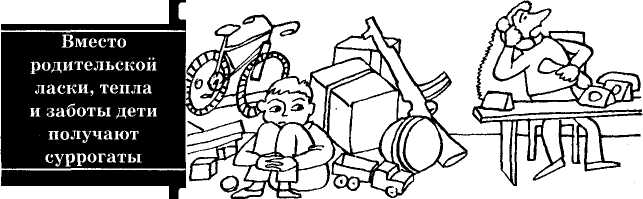 Вместо
родительской
ласки, тепла
и заботы дети
получают
суррогаты